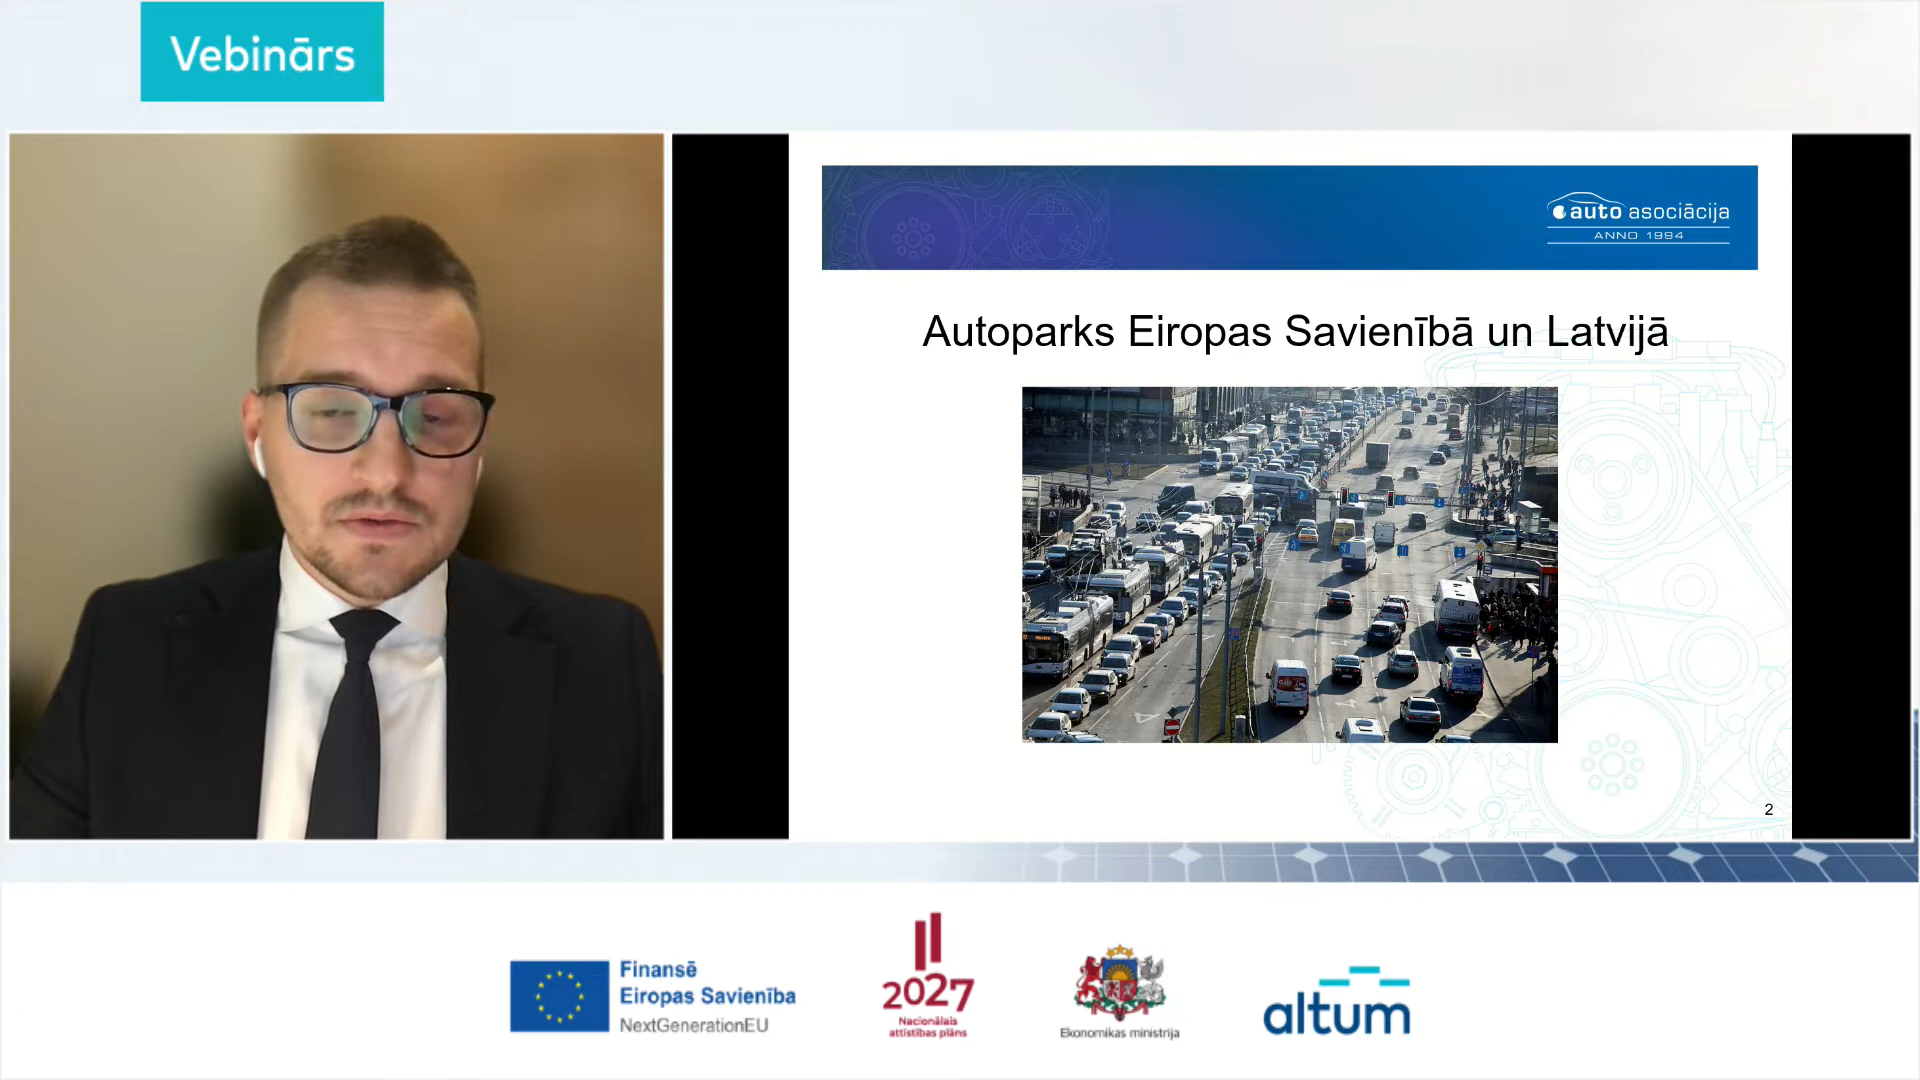 Vebinārs
auto asociācija
ANNO 1994
Autoparks Eiropas Savienībā un Latvijā
2
Finansē
Eiropas Savienība
NextGenerationEU
2027
Nacionālais
attīstības plāns
Ekonomikas ministrija
altum